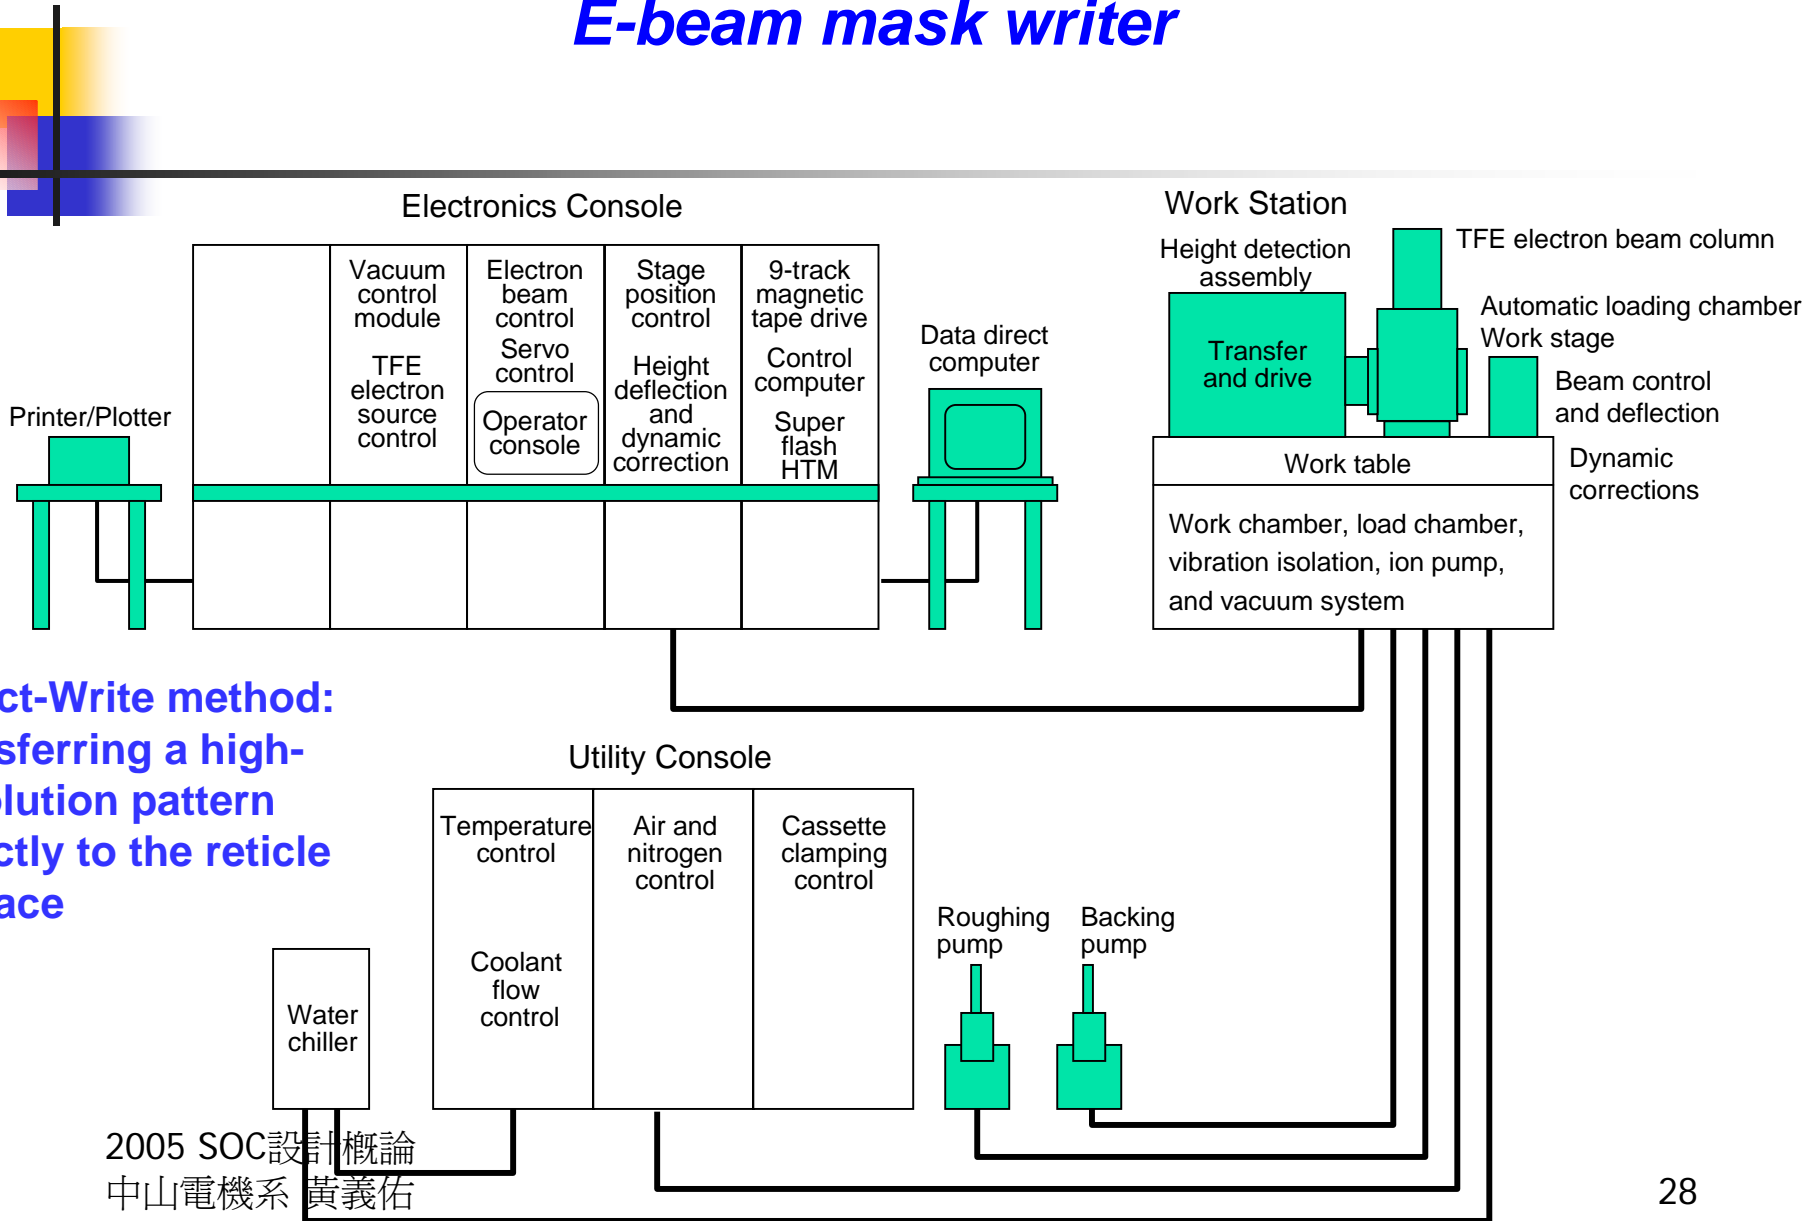 E-beam mask writer
Electronics Console
Vacuum
control
module
TFE
electron
source
control
Electron
beam
control
Servo
control
Operator
console
Stage
position
control
Height
deflection
and
dynamic
correction
9-track
magnetic
tape drive
Control
computer
Super
flash
HTM
Printer/Plotter
Data direct
computer
Work Station
Height detection
assembly
TFE electron beam column
Automatic loading chamber
Work stage
Transfer
and drive
Beam control
and deflection
Work table
Dynamic
corrections
Work chamber, load chamber,
vibration isolation, ion pump,
and vacuum system
ct-Write method:
sferring a high-
olution pattern
ctly to the reticle
ace
Utility Console
Temperature
control
Coolant
flow
control
Air and
nitrogen
control
Cassette
clamping
control
Roughing
pump
Backing
pump
Water
chiller
2005 SOC設計概論
中山電機系 黃義佑
28